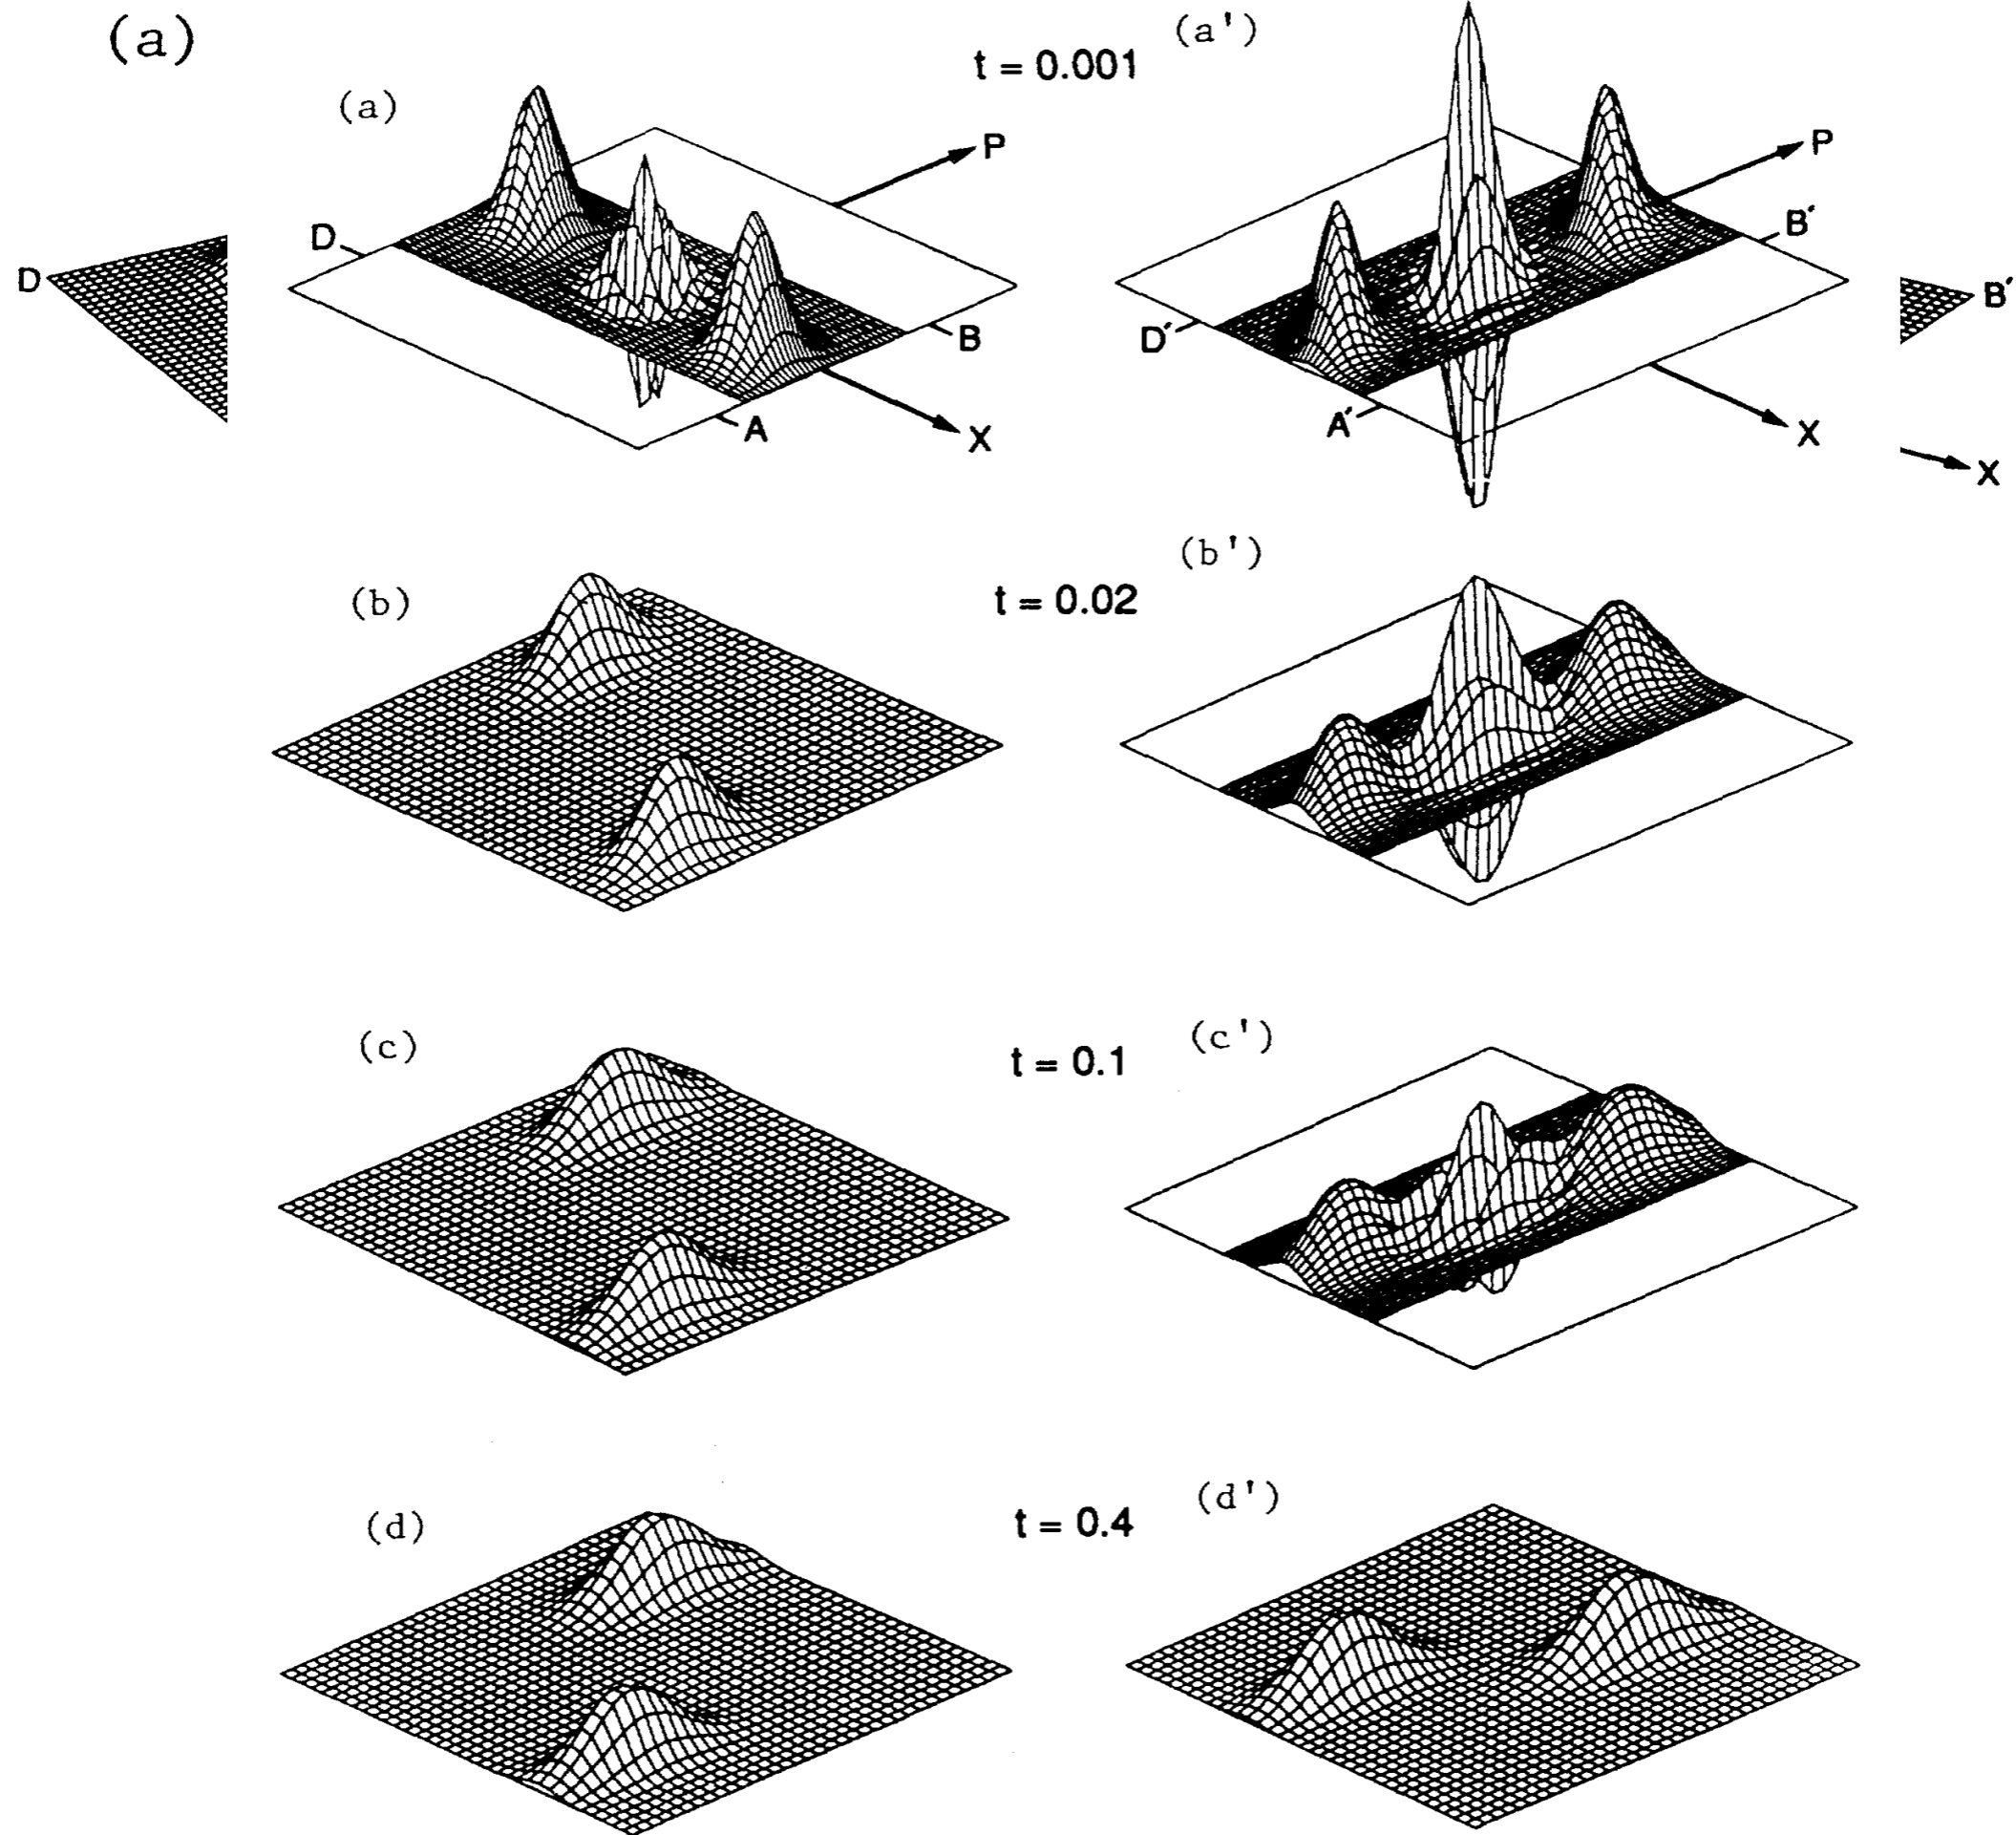 (a)
(a')
t = 0.001
(a)
P
P
D
B'
D
B'
D'
B
A
A'
X
X
X
(b')
(b)
t = 0.02
(c')
(c)
t = 0.1
(d')
(d)
t = 0.4